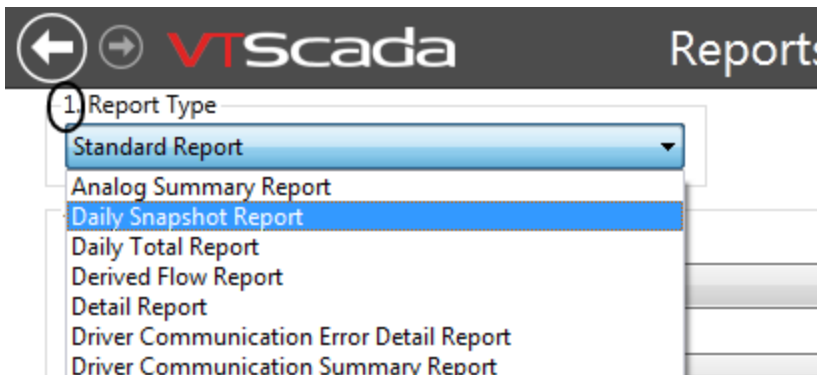 VTScada Reports
1. Report Type
Standard Report
Analog Summary Report
Daily Snapshot Report
Daily Total Report
Derived Flow Report
Detail Report
Driver Communication Error Detail Report
Driver Communication Summary Report